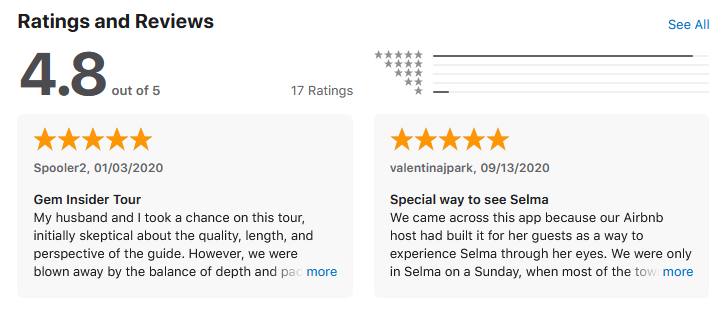 Ratings and Reviews
See All
4.8 out of 5
17 Ratings
Spooler2, 01/03/2020
Gem Insider Tour
My husband and I took a chance on this tour,
initially skeptical about the quality, length, and
perspective of the guide. However, we were
blown away by the balance of depth and pac more
valentinajpark, 09/13/2020
Special way to see Selma
We came across this app because our Airbnb
host had built it for her guests as a way to
experience Selma through her eyes. We were only
in Selma on a Sunday, when most of the tow more